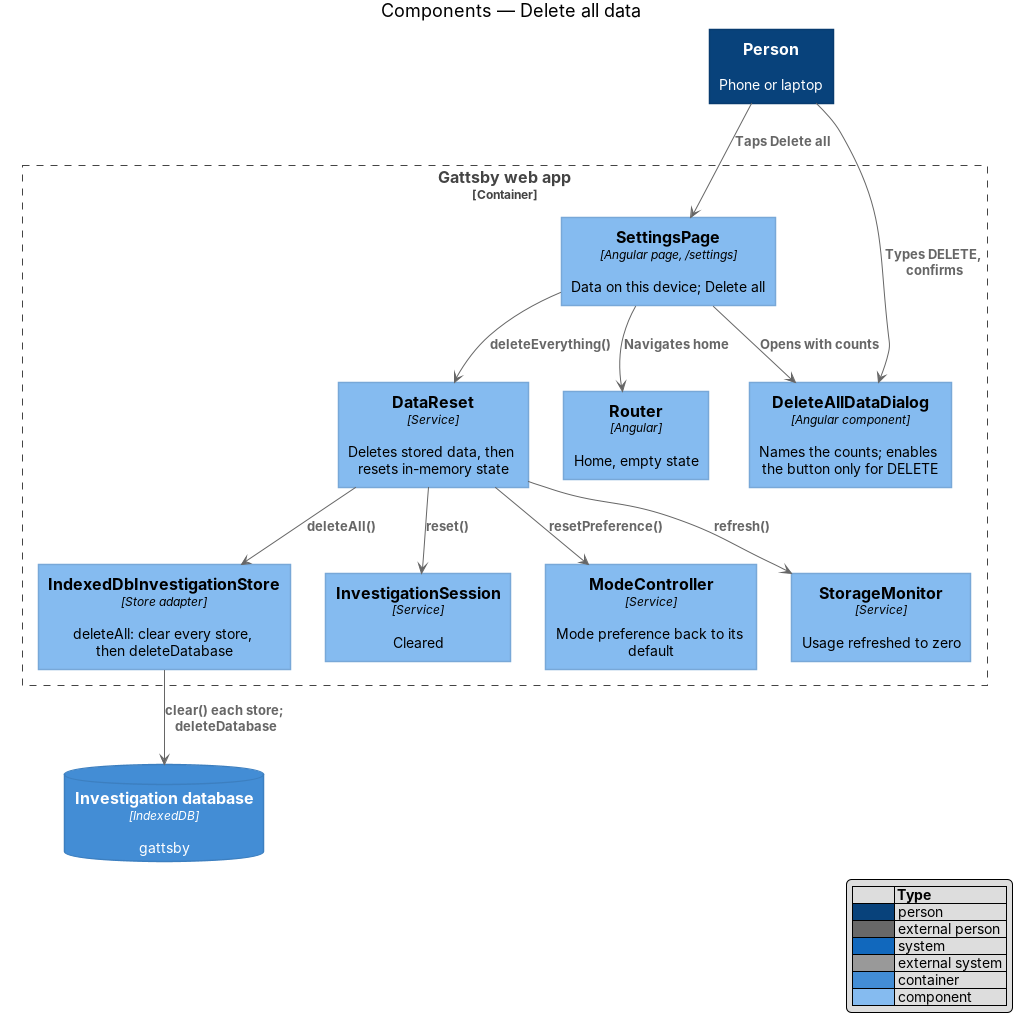 Components — Delete all data
Person
Phone or laptop
Taps Delete all
Gattsby web app
[Container]
SettingsPage
[Angular page, /settings]
Data on this device; Delete all
Types DELETE,
confirms
deleteEverything()
Navigates home
Opens with counts
DataReset
[Service]
Deletes stored data, then
resets in-memory state
Router
[Angular]
Home, empty state
DeleteAllDataDialog
[Angular component]
Names the counts; enables
the button only for DELETE
deleteAll()
reset()
resetPreference()
refresh()
IndexedDbInvestigationStore
[Store adapter]
deleteAll: clear every store,
then deleteDatabase
InvestigationSession
[Service]
Cleared
ModeController
[Service]
Mode preference back to its
default
StorageMonitor
[Service]
Usage refreshed to zero
clear() each store;
deleteDatabase
Investigation database
[IndexedDB]
gattsby
Type
person
external person
system
external system
container
component